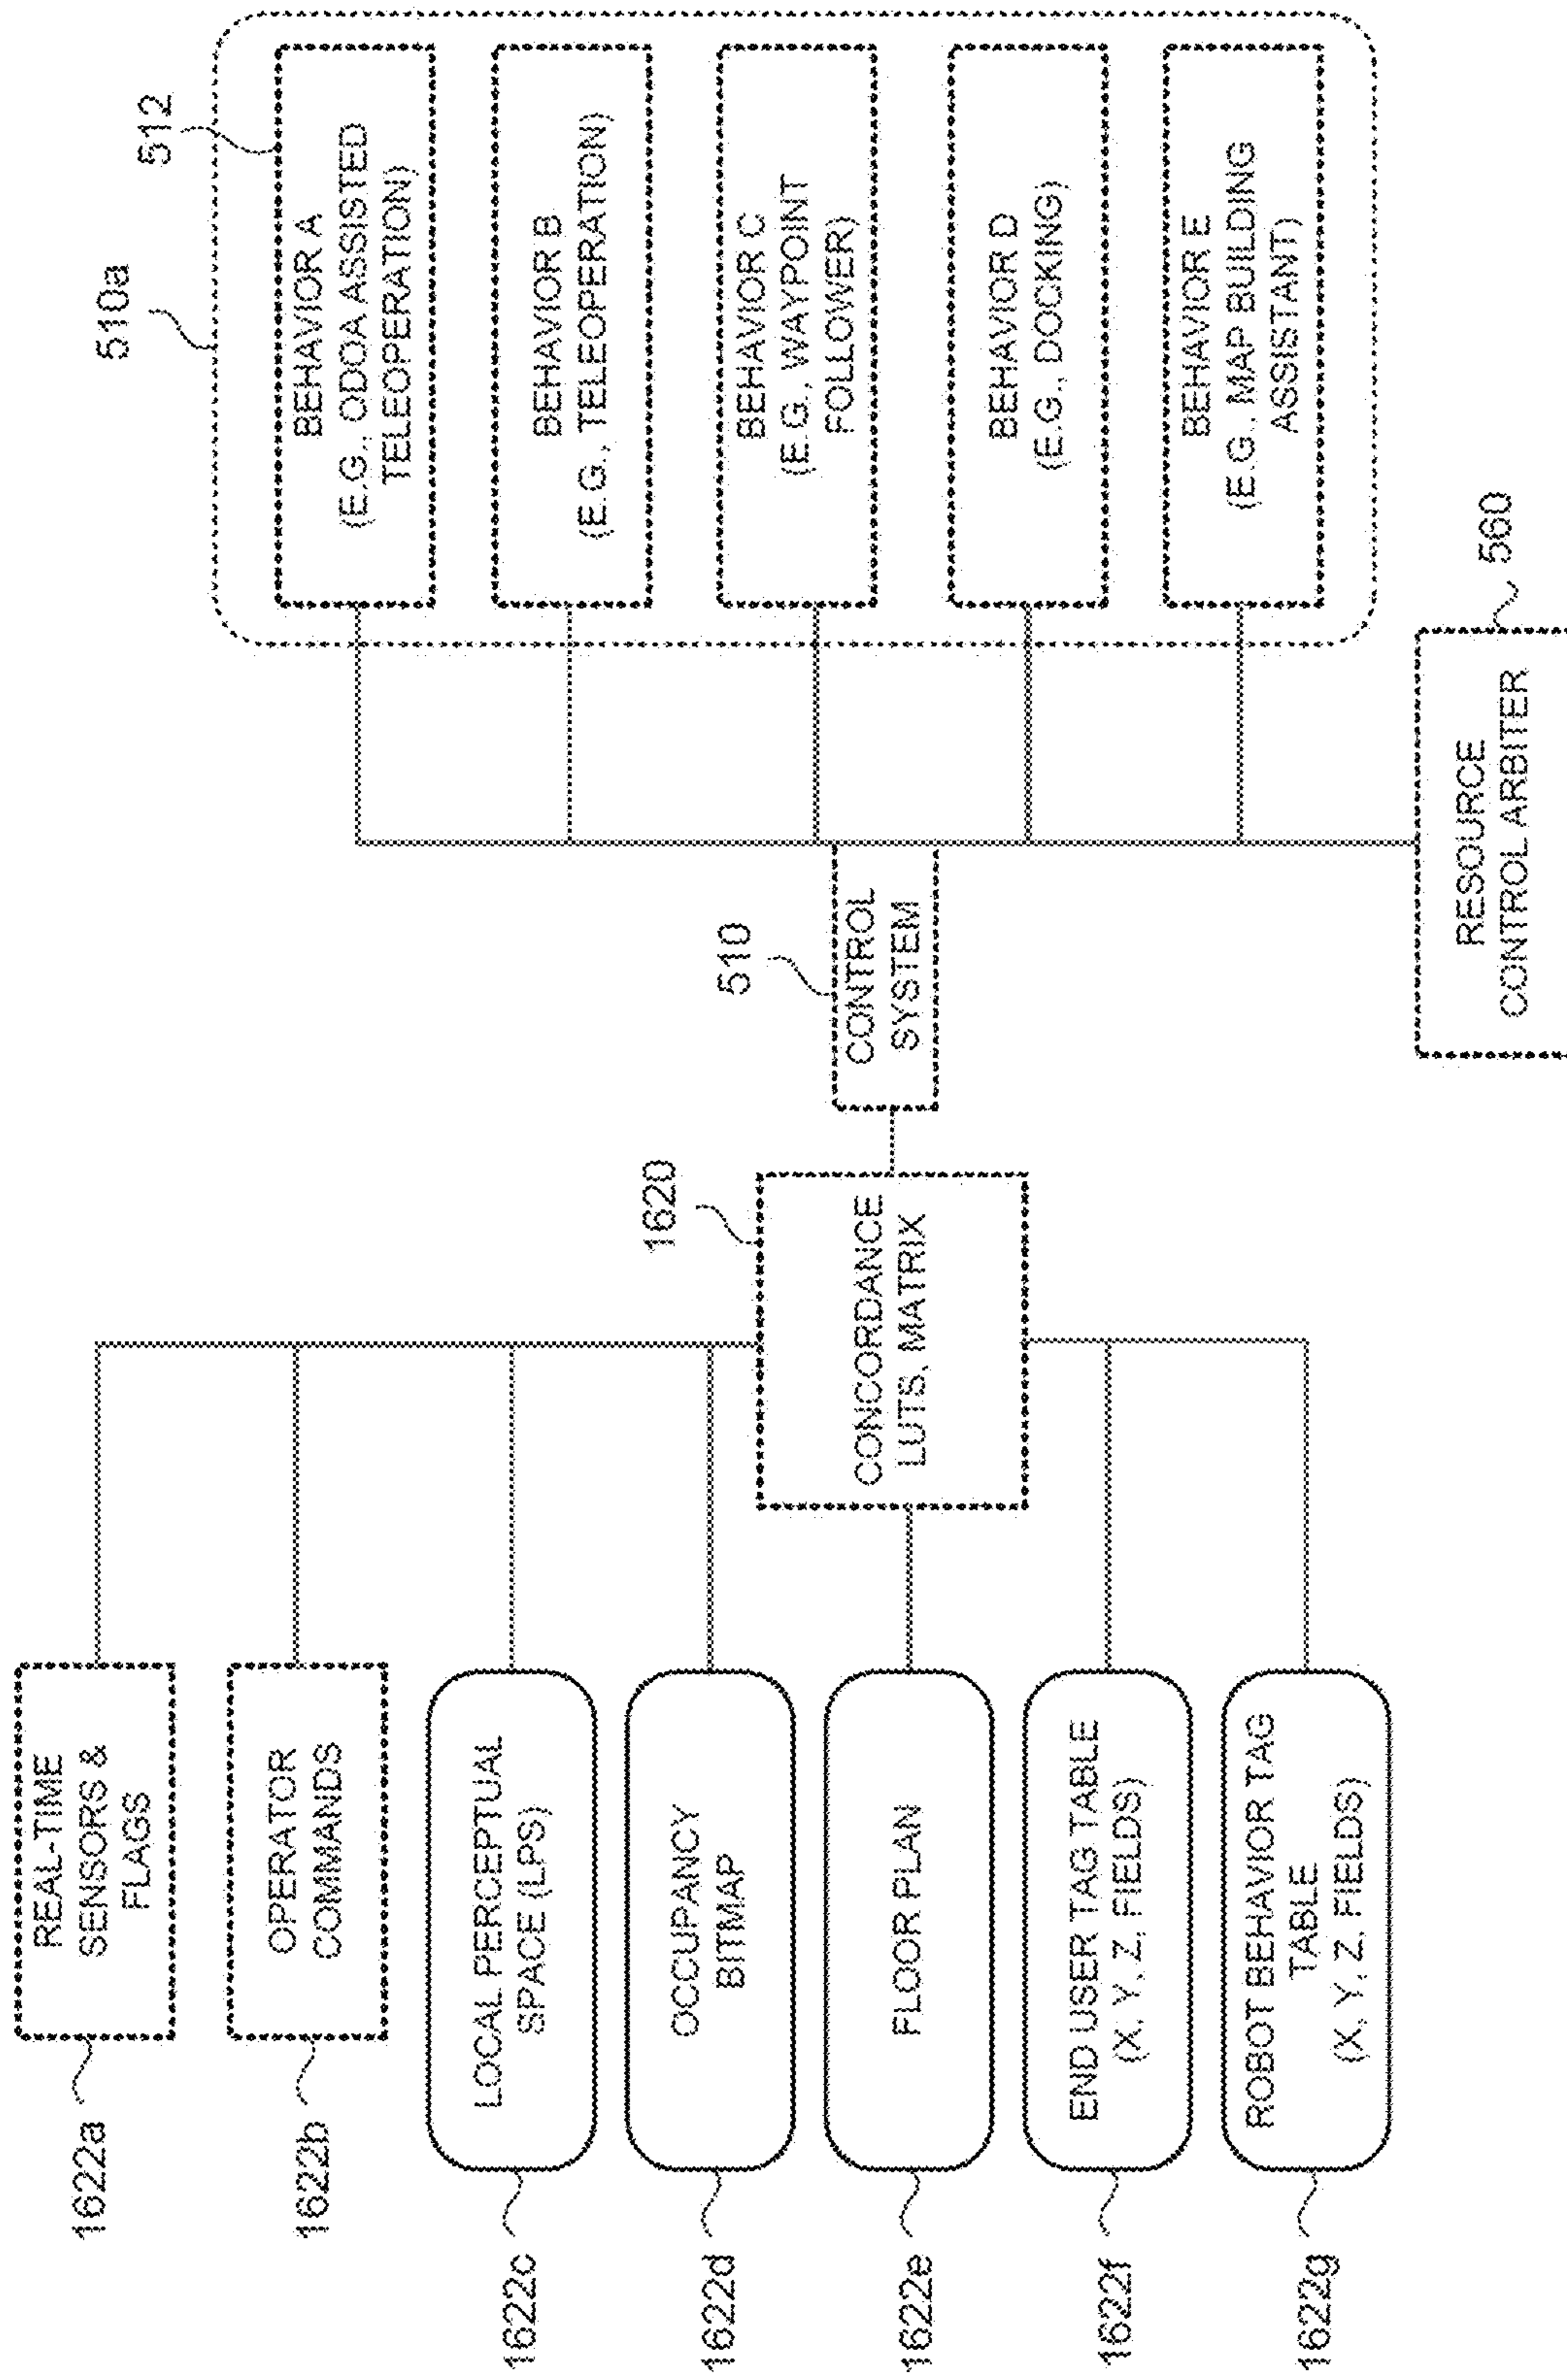 1622a
REAL-TIME
SENSORS &
FLAGS
1622b
OPERATOR
COMMANDS
1622c
LOCAL PERCEPTUAL
SPACE (LPS)
1622d
OCCUPANCY
BITMAP
1622e
FLOOR PLAN
1622f
END USER TAG TABLE
(X, Y, Z, FIELDS)
1622g
ROBOT BEHAVIOR TAG
TABLE
(X, Y, Z, FIELDS)
1620
CONCORDANCE
LUTS, MATRIX
510
CONTROL
SYSTEM
510a
512
BEHAVIOR A
(E.G., ODOA ASSISTED
TELEOPERATION)
BEHAVIOR B
(E.G., TELEOPERATION)
BEHAVIOR C
(E.G., WAYPOINT
FOLLOWER)
BEHAVIOR D
(E.G., DOCKING)
BEHAVIOR E
(E.G., MAP BUILDING
ASSISTANT)
560
RESOURCE
CONTROL ARBITER